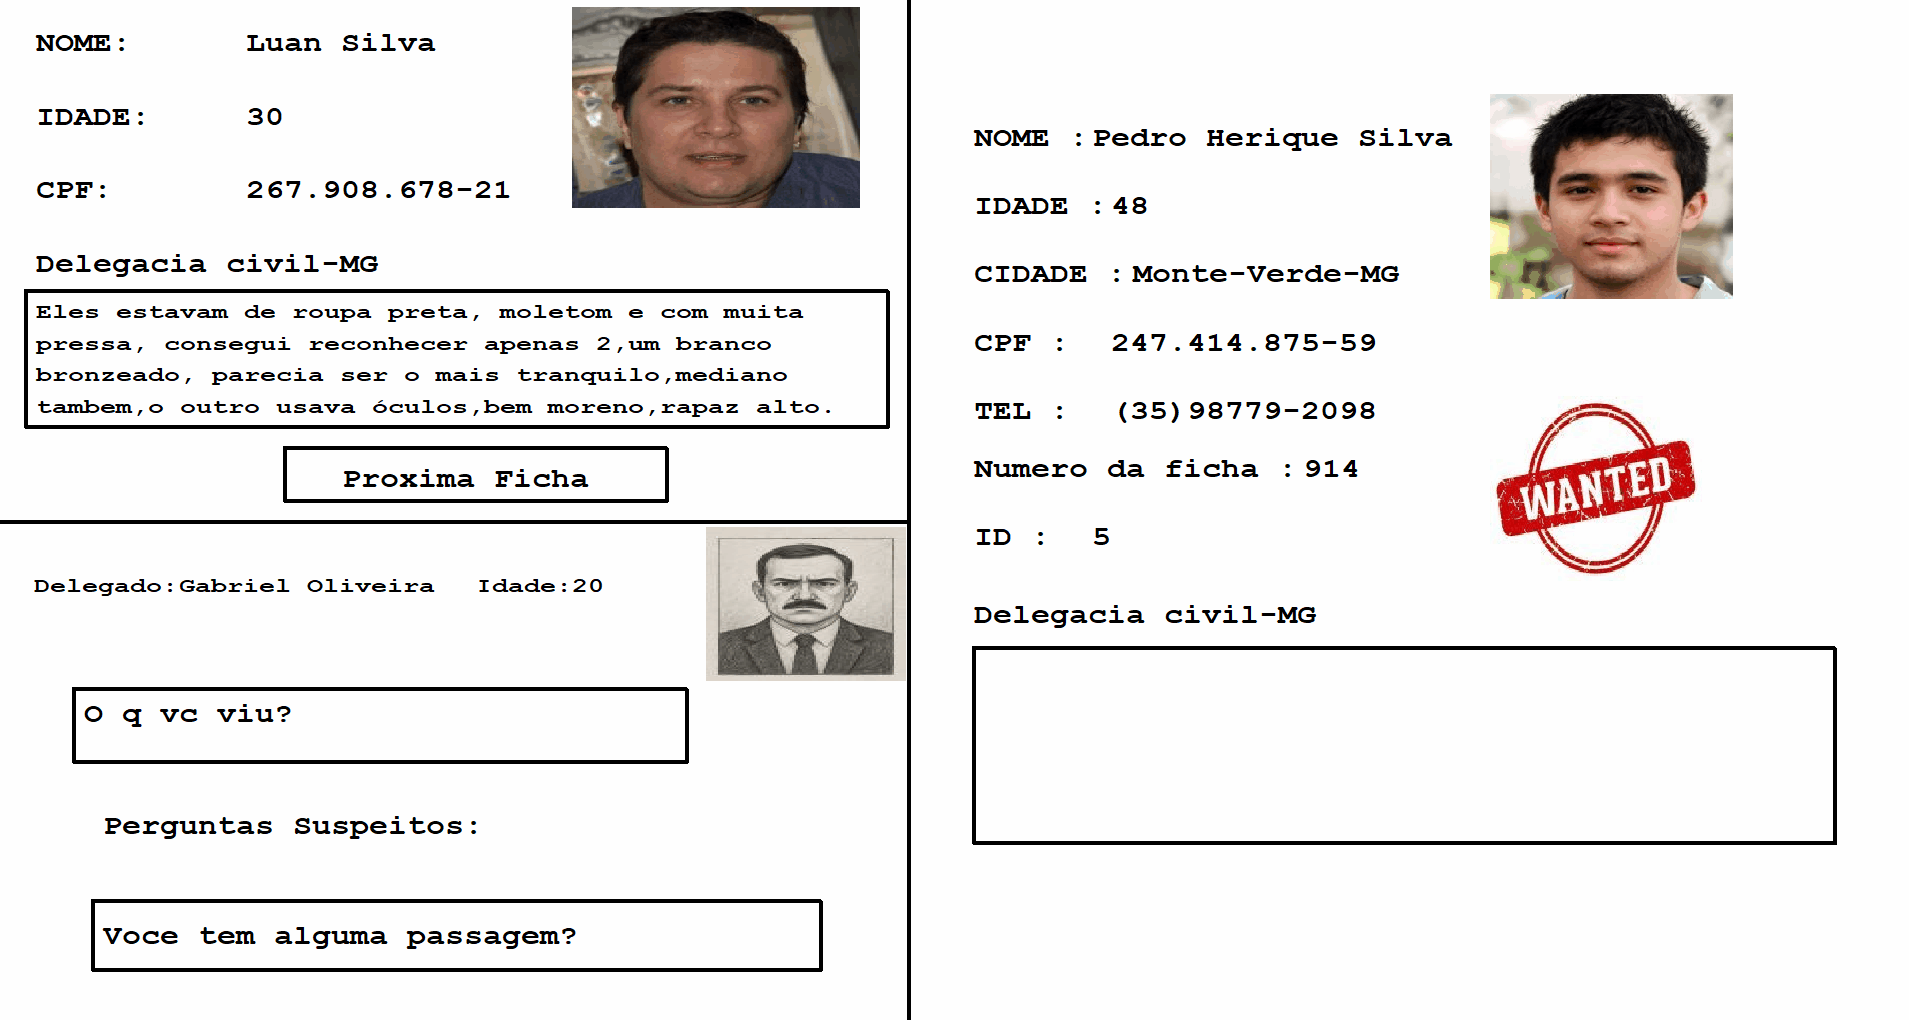 NOME: Luan Silva
IDADE: 30
CPF: 267.908.678-21
Delegacia civil-MG
Eles estavam de roupa preta, moletom e com muita
pressa, consegui reconhecer apenas 2,um branco
bronzeado, parecia ser o mais tranquilo,mediano
tambem,o outro usava óculos,bem moreno,rapaz alto.
Proxima Ficha
Delegado:Gabriel Oliveira Idade:20
O q vc viu?
Perguntas Suspeitos:
Voce tem alguma passagem?
NOME :Pedro Herique Silva
IDADE :48
CIDADE :Monte-Verde-MG
CPF : 247.414.875-59
TEL : (35)98779-2098
Numero da ficha :914
WANTED
ID : 5
Delegacia civil-MG